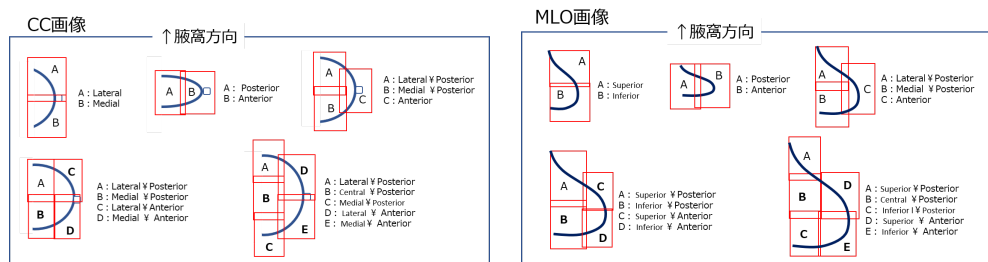 CC画像
↑腋窩方向
A
B
A：Lateral
B：Medial
A
B
A： Posterior
B：Anterior
A
B
C
A：Lateral¥Posterior
B：Medial ¥Posterior
C：Anterior
A
B
C
D
A：Lateral¥Posterior
B：Medial ¥Posterior
C：Lateral¥Anterior
D：Medial ¥ Anterior
A
B
C
D
E
A：Lateral¥Posterior
B：Central ¥Posterior
C：Medial¥Posterior
D： Lateral ¥ Anterior
E：Medial¥ Anterior
MLO画像
↑腋窩方向
A
B
A：Superior
B：Inferior
A
B
A：Posterior
B：Anterior
A
B
C
A：Lateral¥Posterior
B：Medial ¥Posterior
C：Anterior
A
B
C
D
A： Superior ¥Posterior
B： Inferior ¥Posterior
C： Superior ¥Anterior
D： Inferior ¥ Anterior
A
B
C
D
E
A：Superior ¥Posterior
B： Central ¥Posterior
C： Inferior l ¥Posterior
D：Superior ¥ Anterior
E： Inferior ¥ Anterior